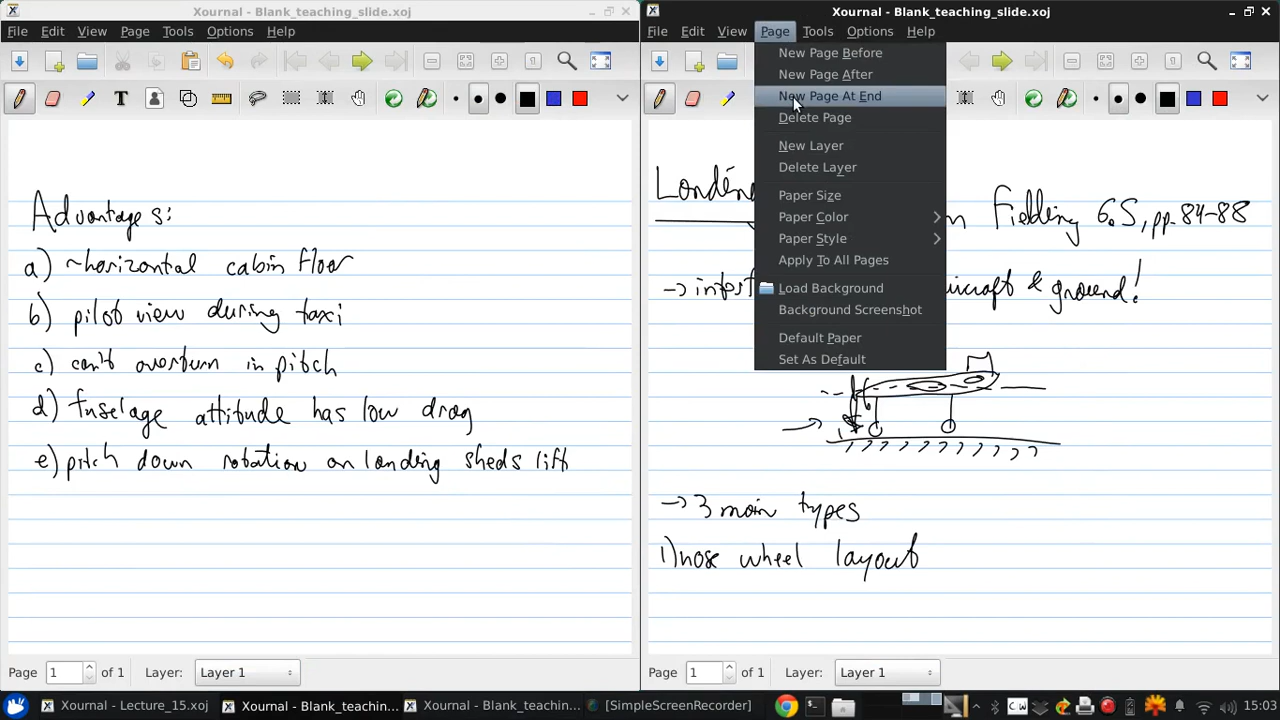 Xournal - Blank_teaching_slide.xoj
File Edit View Page Tools Options Help
Advantages:
a) ~horizontal cabin floor
b) pilot view during taxi
c) can't overturn in pitch
d) fuselage attitude has low drag
e) pitch down rotation on landing sheds lift
Page 1 of 1 Layer: Layer 1
Xournal - Blank_teaching_slide.xoj
File Edit View Page Tools Options Help
New Page Before
New Page After
New Page At End
Delete Page
New Layer
Delete Layer
Paper Size
Paper Color
Paper Style
Apply To All Pages
Load Background
Background Screenshot
Default Paper
Set As Default
Fielding 6.5, pp. 84-88
& ground!
→ 3 main types
1) nose wheel layout
Page 1 of 1 Layer: Layer 1
Xournal - Lecture_15.xoj Xournal - Blank_teachin... Xournal - Blank_teachin... [SimpleScreenRecorder] CW 15:03